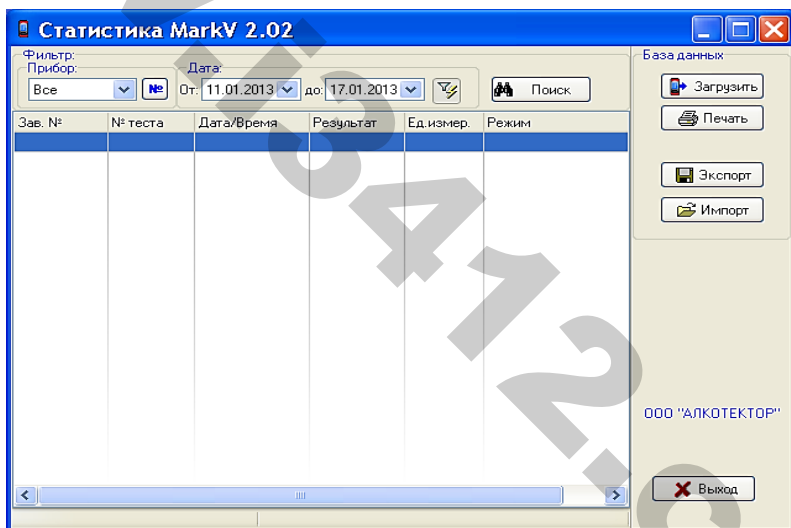 Статистика MarkV 2.02
Фильтр:
Прибор:
Дата:
Все
№
От: 11.01.2013
до: 17.01.2013
Поиск
Зав. № № теста Дата/Время Результат Ед.измер. Режим
База данных
Загрузить
Печать
Экспорт
Импорт
ООО "АЛКОТЕКТОР"
Выход